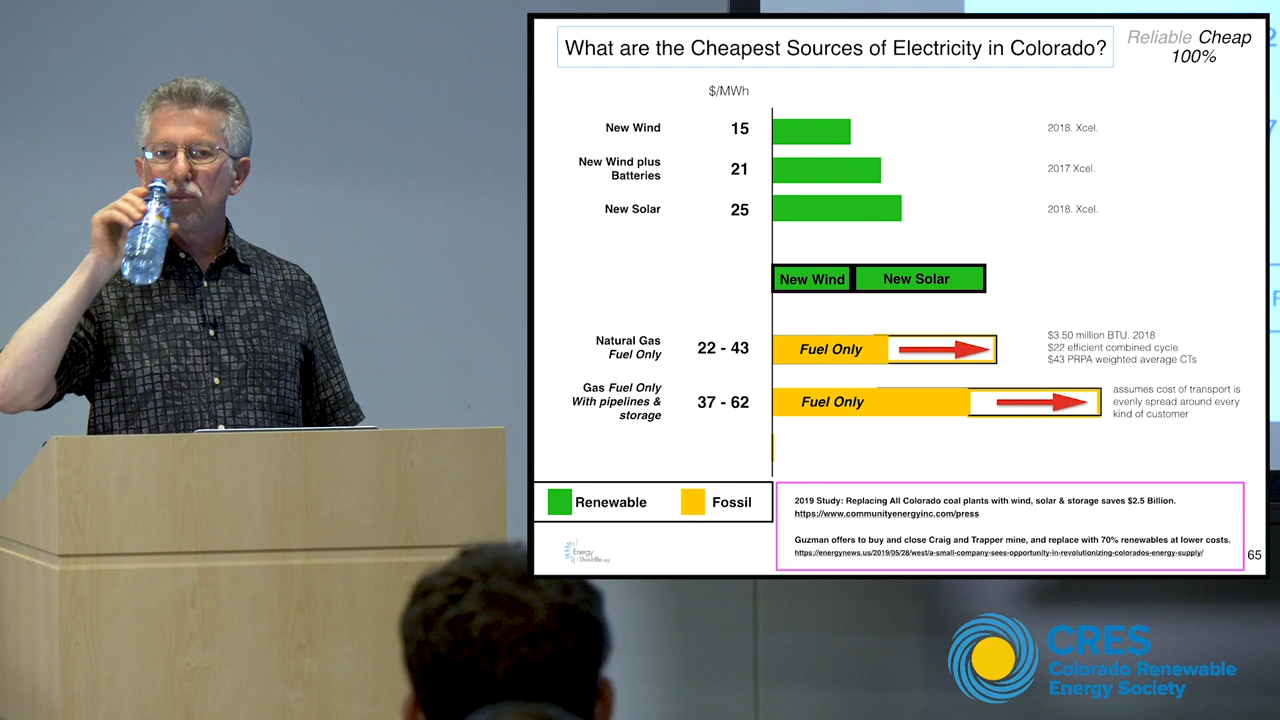 What are the Cheapest Sources of Electricity in Colorado?
Reliable Cheap
100%
$/MWh
New Wind 15 2018. Xcel.
New Wind plus
Batteries 21 2017 Xcel.
New Solar 25 2018. Xcel.
New Wind New Solar
Natural Gas
Fuel Only
22 - 43
Fuel Only
$3.50 million BTU. 2018
$22 efficient combined cycle
$43 PRPA weighted average CTs
Gas Fuel Only
With pipelines &
storage
37 - 62
Fuel Only
assumes cost of transport is
evenly spread around every
kind of customer
Renewable Fossil
2019 Study: Replacing All Colorado coal plants with wind, solar & storage saves $2.5 Billion.
https://www.communityenergyinc.com/press
Guzman offers to buy and close Craig and Trapper mine, and replace with 70% renewables at lower costs.
https://energynews.us/2019/05/28/west/a-small-company-sees-opportunity-in-revolutionizing-colorados-energy-supply/
Energy
ShouldBe.org
65
CRES
Colorado Renewable
Energy Society